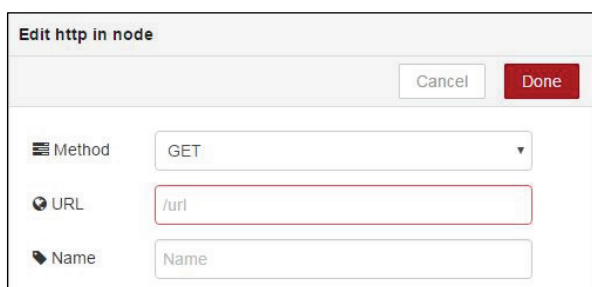 Edit http in node
Cancel Done
Method GET
URL /url
Name Name